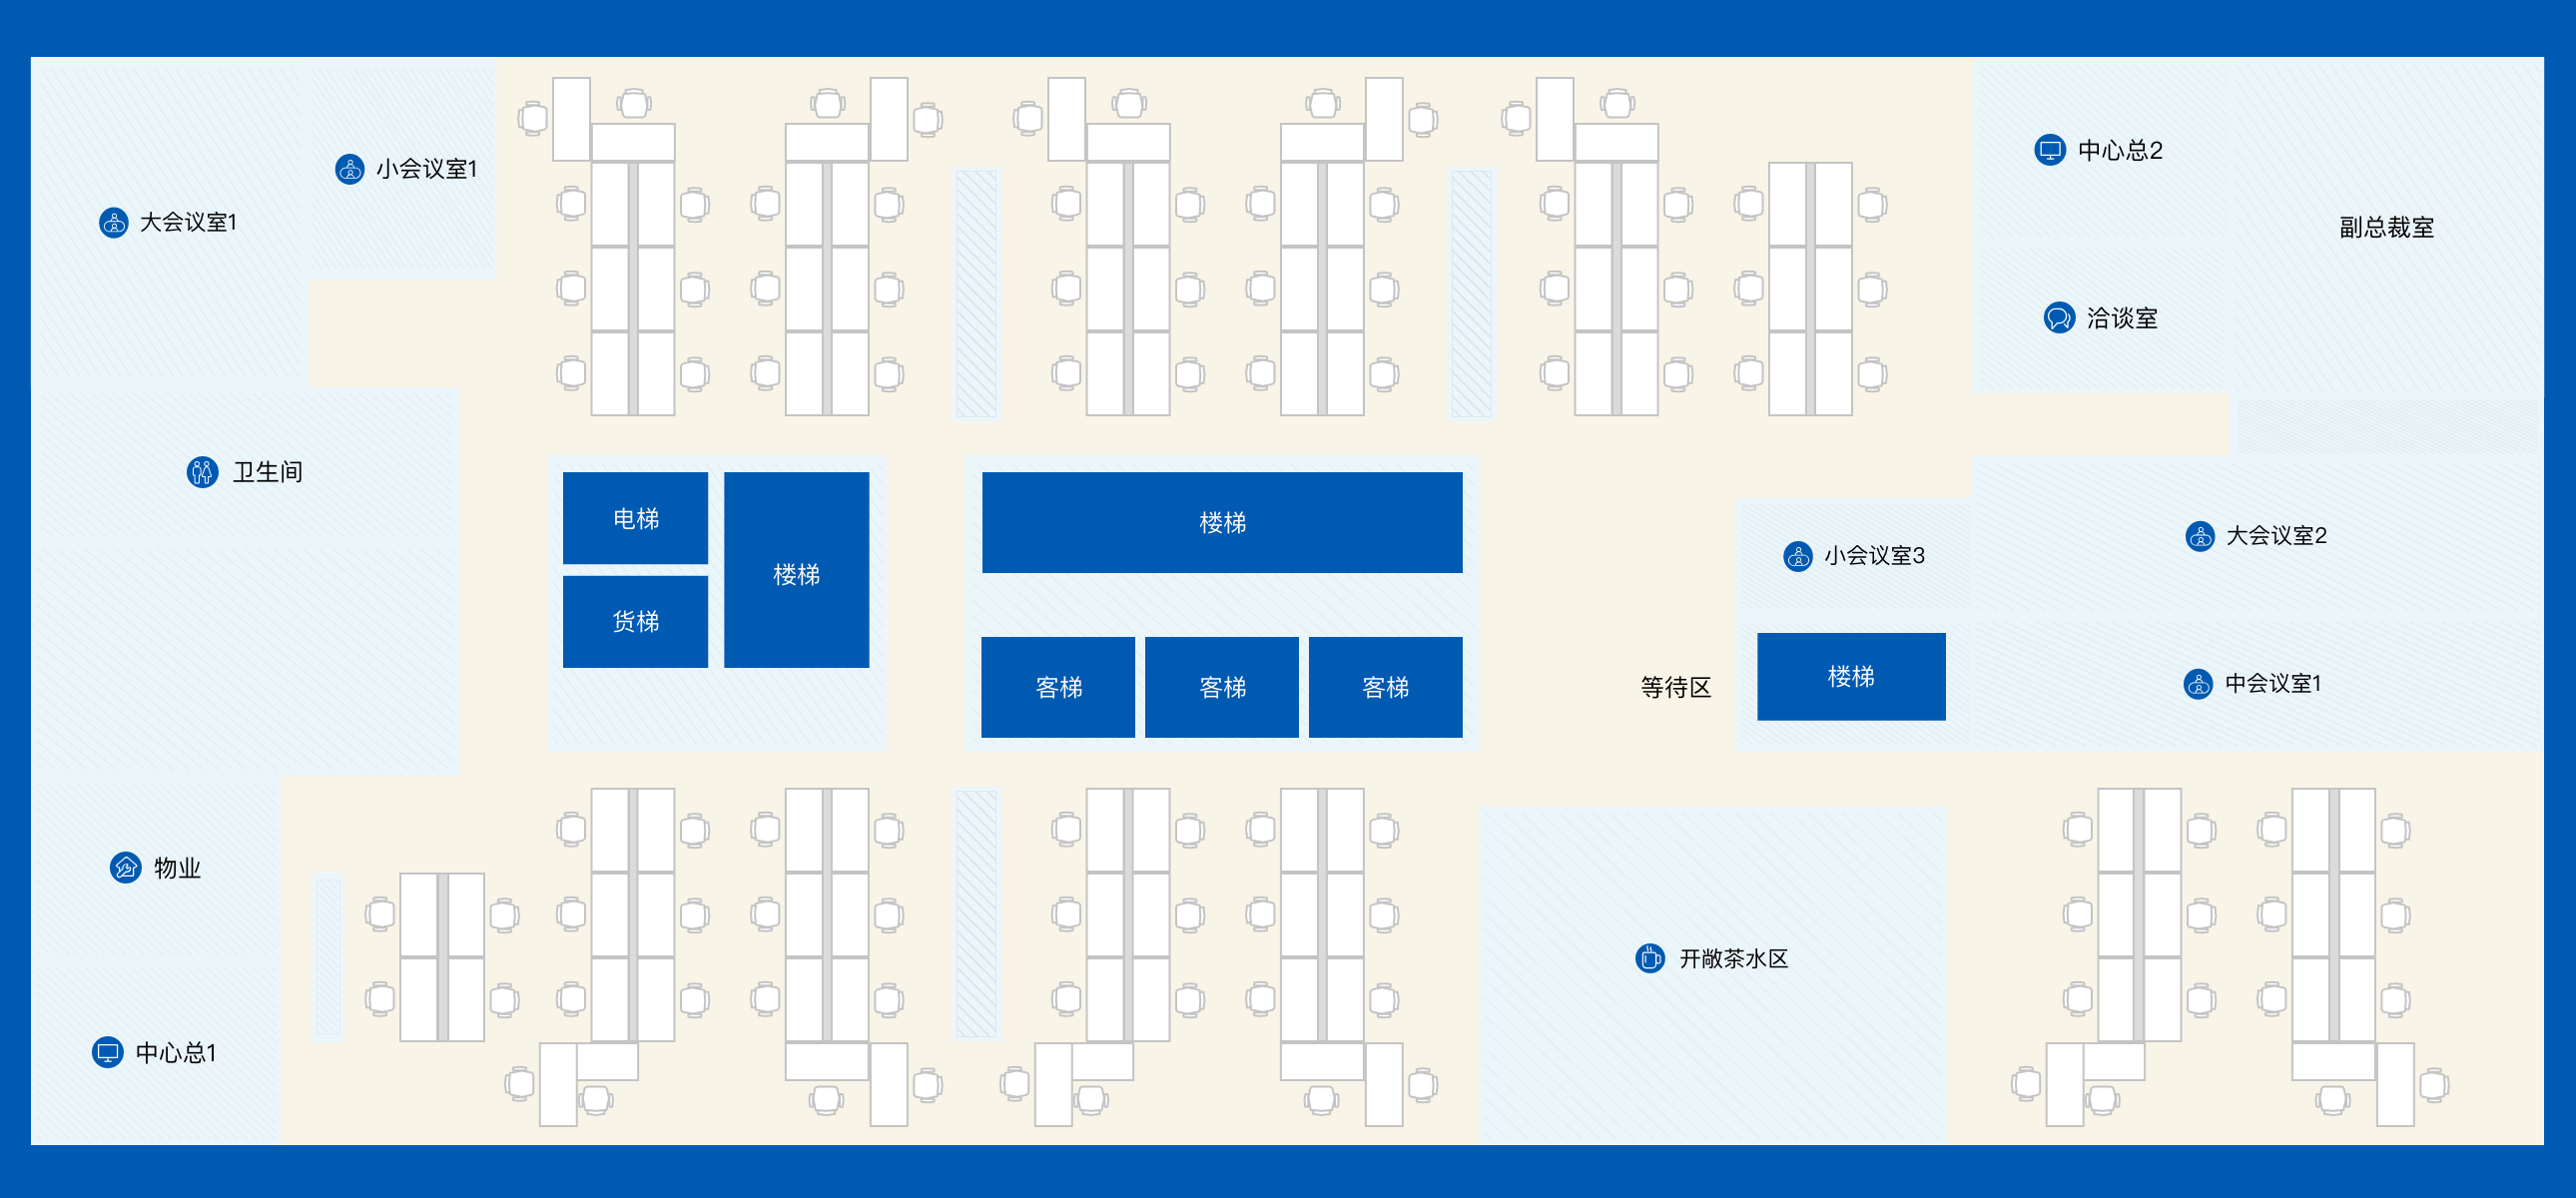 小会议室1
大会议室1
中心总2
副总裁室
洽谈室
卫生间
电梯
楼梯
货梯
楼梯
客梯
客梯
客梯
等待区
小会议室3
大会议室2
楼梯
中会议室1
物业
中心总1
开敞茶水区